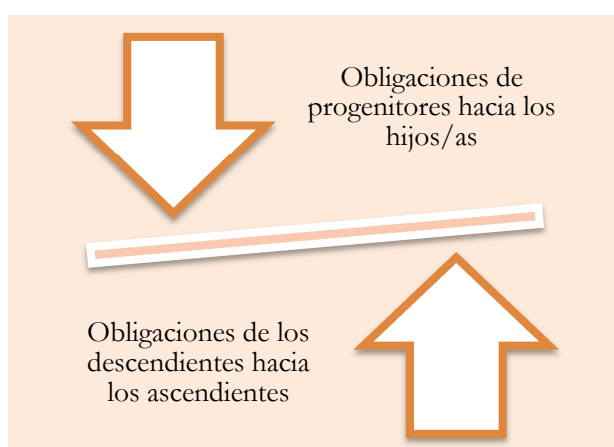 Obligaciones de
progenitores hacia los
hijos/as
Obligaciones de los
descendientes hacia
los ascendientes